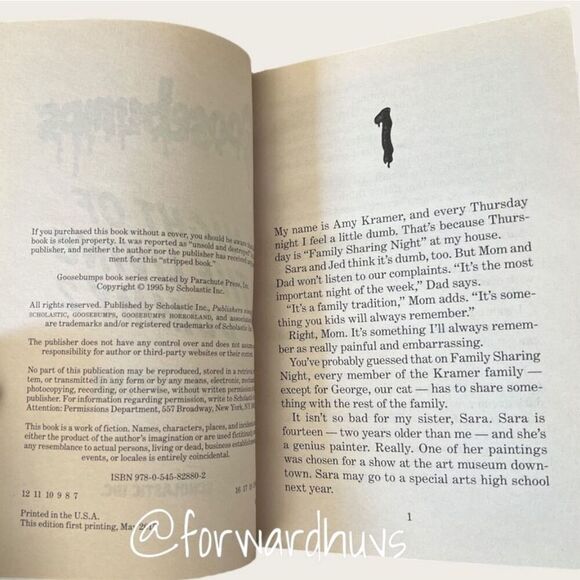 If you purchased this book without a cover, you should be aware
book is stolen property. It was reported as "unsold and destroyed"
publisher, and neither the author nor the publisher has received
ment for this "stripped book."
Goosebumps book series created by Parachute Press, Inc.
Copyright © 1995 by Scholastic Inc.
All rights reserved. Published by Scholastic Inc., Publishers
SCHOLASTIC, GOOSEBUMPS, GOOSEBUMPS HORRORLAND, and
are trademarks and/or registered trademarks of Scholastic
The publisher does not have any control over and does not
responsibility for author or third-party websites or their
No part of this publication may be reproduced, stored in a
tem, or transmitted in any form or by any means, electronic,
photocopying, recording, or otherwise, without written permission
publisher. For information regarding permission, write to Scholastic
Attention: Permissions Department, 557 Broadway, New York, NY
This book is a work of fiction. Names, characters, places, and
either the product of the author's imagination or are used
any resemblance to actual persons, living or dead, business
events, or locales is entirely coincidental.
ISBN 978-0-545-82880-2
12 11 10 9 8 7
16 17
Printed in the U.S.A.
This edition first printing, May
1
My name is Amy Kramer, and every Thursday
night I feel a little dumb. That's because Thurs-
day is "Family Sharing Night" at my house.
Sara and Jed think it's dumb, too. But Mom and
Dad won't listen to our complaints. "It's the most
important night of the week," Dad says.
"It's a family tradition," Mom adds. "It's some-
thing you kids will always remember."
Right, Mom. It's something I'll always remem-
ber as really painful and embarrassing.
You've probably guessed that on Family Sharing
Night, every member of the Kramer family —
except for George, our cat — has to share some-
thing with the rest of the family.
It isn't so bad for my sister, Sara. Sara is
fourteen — two years older than me — and she's
a genius painter. Really. One of her paintings
was chosen for a show at the art museum down-
town. Sara may go to a special arts high school
next year.
1
@forwardhuvs